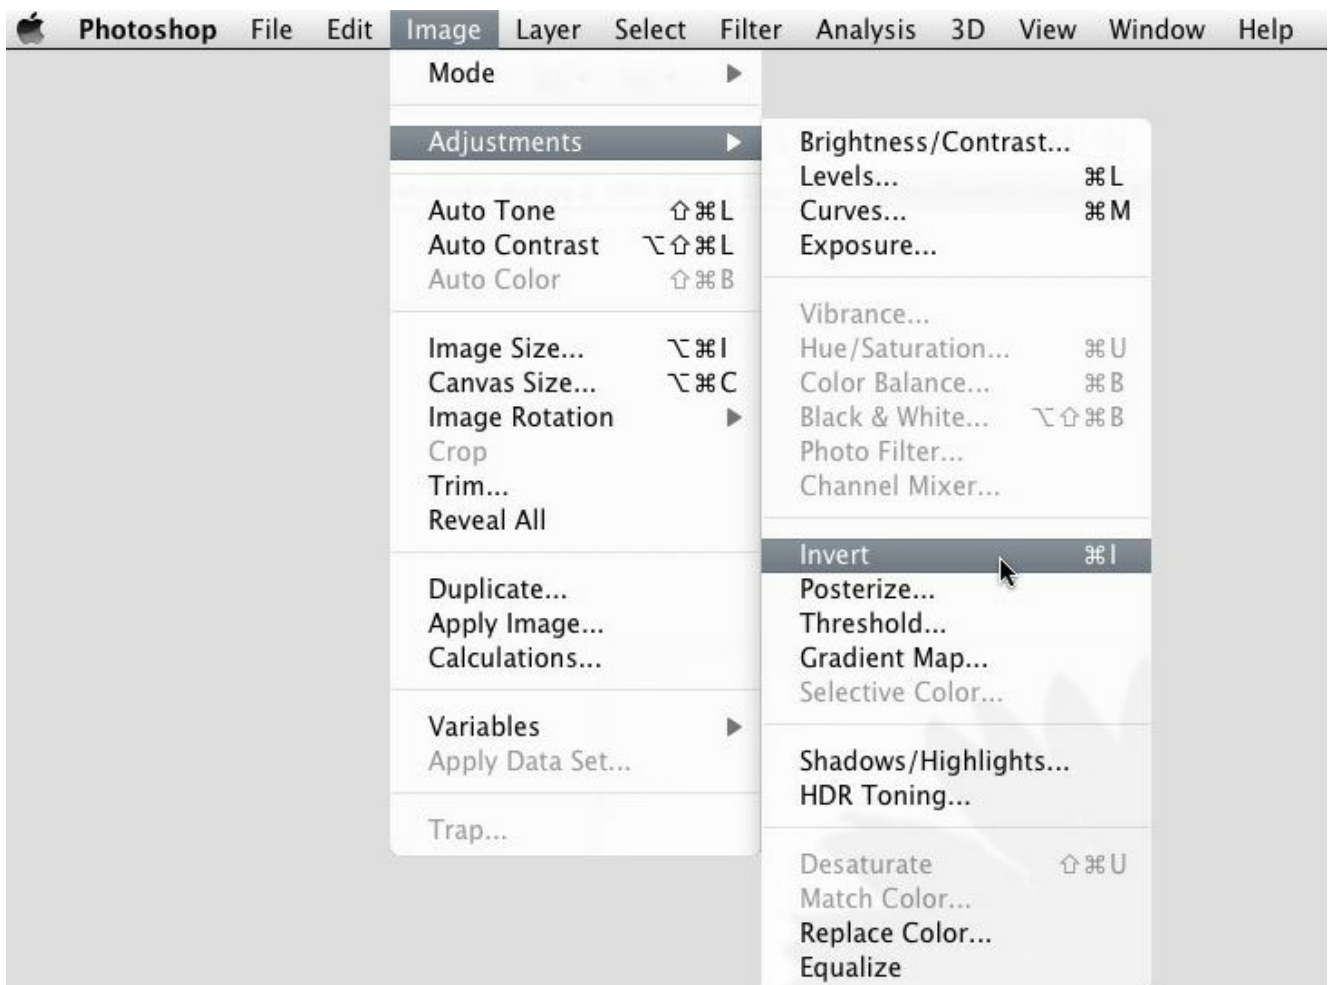 Photoshop File Edit Image Layer Select Filter Analysis 3D View Window Help
Mode
Adjustments
Auto Tone ⇧⌘L
Auto Contrast ⌥⇧⌘L
Auto Color ⇧⌘B
Image Size... ⌥⌘I
Canvas Size... ⌥⌘C
Image Rotation
Crop
Trim...
Reveal All
Duplicate...
Apply Image...
Calculations...
Variables
Apply Data Set...
Trap...
Brightness/Contrast...
Levels... ⌘L
Curves... ⌘M
Exposure...
Vibrance...
Hue/Saturation... ⌘U
Color Balance... ⌘B
Black & White... ⌥⇧⌘B
Photo Filter...
Channel Mixer...
Invert ⌘I
Posterize...
Threshold...
Gradient Map...
Selective Color...
Shadows/Highlights...
HDR Toning...
Desaturate ⇧⌘U
Match Color...
Replace Color...
Equalize